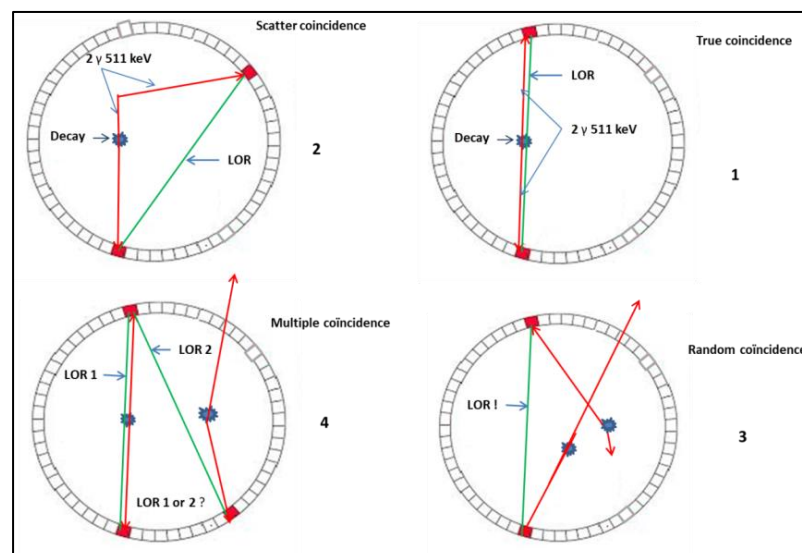 Scatter coincidence
2 γ 511 keV
LOR
Decay
2
True coincidence
LOR
2 γ 511 keV
Decay
1
Multiple coïncidence
LOR 2
LOR 1
4
LOR 1 or 2 ?
Random coïncidence
LOR !
3